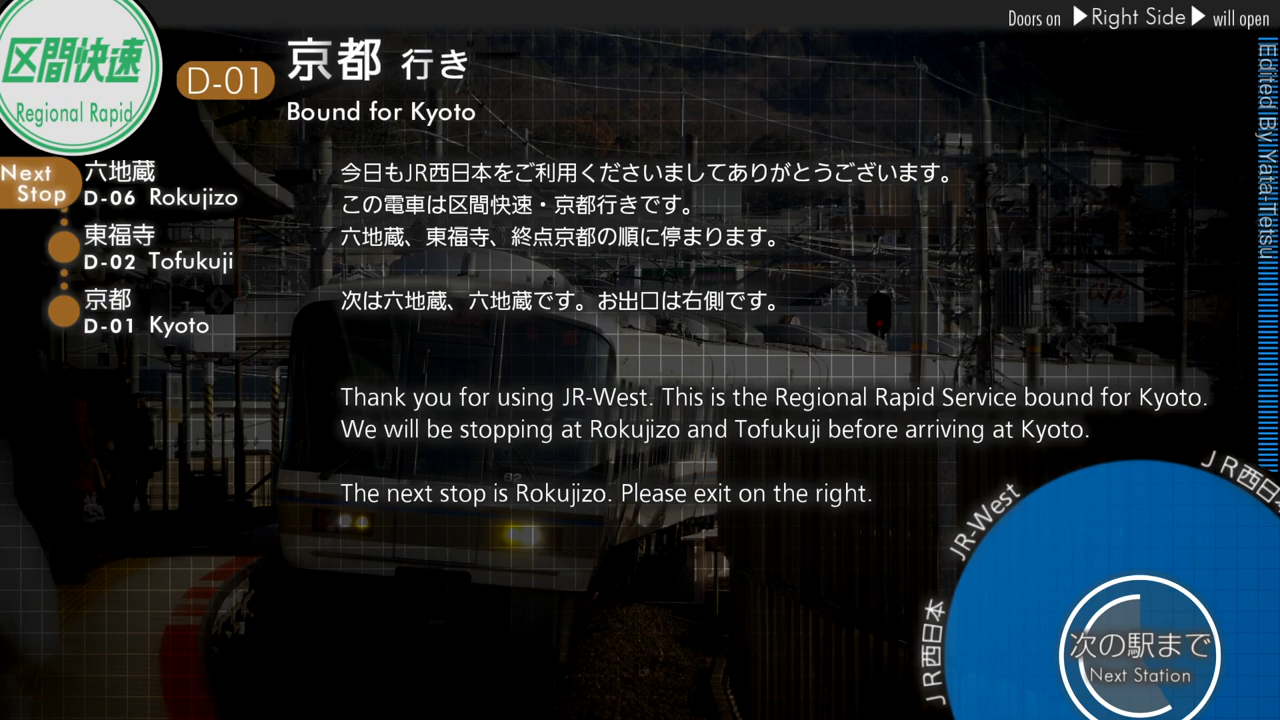 Doors on ▶Right Side▶ will open
区間快速
Regional Rapid
D-01
京都 行き
Bound for Kyoto
Next
Stop
六地蔵
D-06 Rokujizo
東福寺
D-02 Tofukuji
京都
D-01 Kyoto
今日もJR西日本をご利用くださいましてありがとうございます。
この電車は区間快速・京都行きです。
六地蔵、東福寺、終点京都の順に停まります。
次は六地蔵、六地蔵です。お出口は右側です。
Thank you for using JR-West. This is the Regional Rapid Service bound for Kyoto.
We will be stopping at Rokujizo and Tofukuji before arriving at Kyoto.
The next stop is Rokujizo. Please exit on the right.
Edited By Yata-Tetsu
JR西日本
JR-West
JR西日本
次の駅まで
Next Station